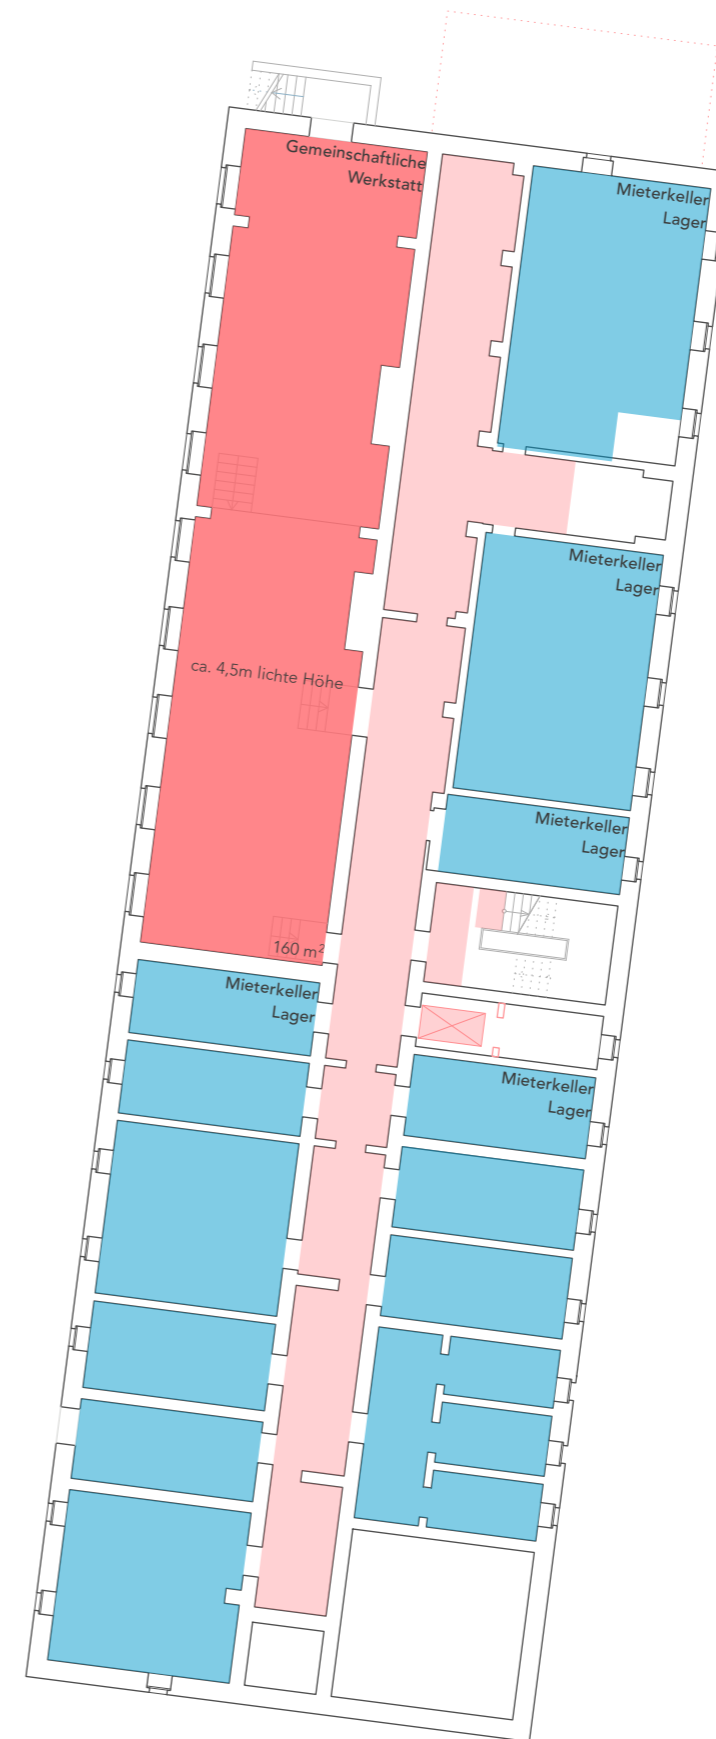 Gemeinschaftliche
Werkstatt
Mieterkeller
Lager
Mieterkeller
Lager
ca. 4,5m lichte Höhe
Mieterkeller
Lager
160 m²
Mieterkeller
Lager
Mieterkeller
Lager